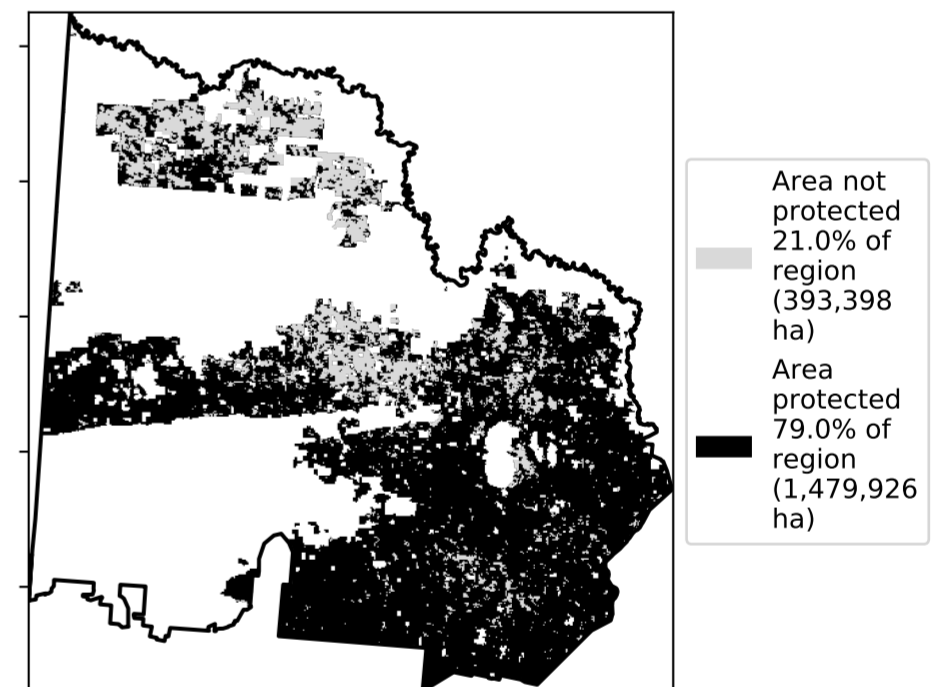 Area not
protected
21.0% of
region
(393,398
ha)
Area
protected
79.0% of
region
(1,479,926
ha)